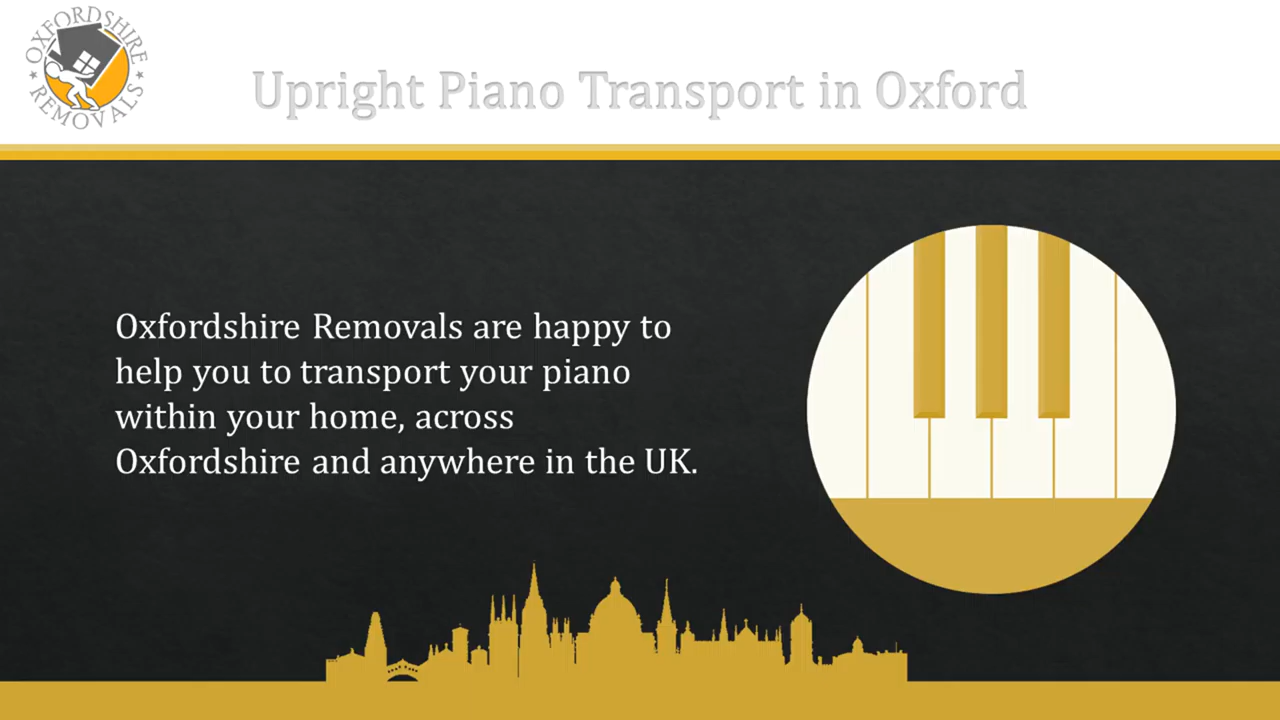 OXFORDSHIRE
REMOVALS
Upright Piano Transport in Oxford
Oxfordshire Removals are happy to
help you to transport your piano
within your home, across
Oxfordshire and anywhere in the UK.